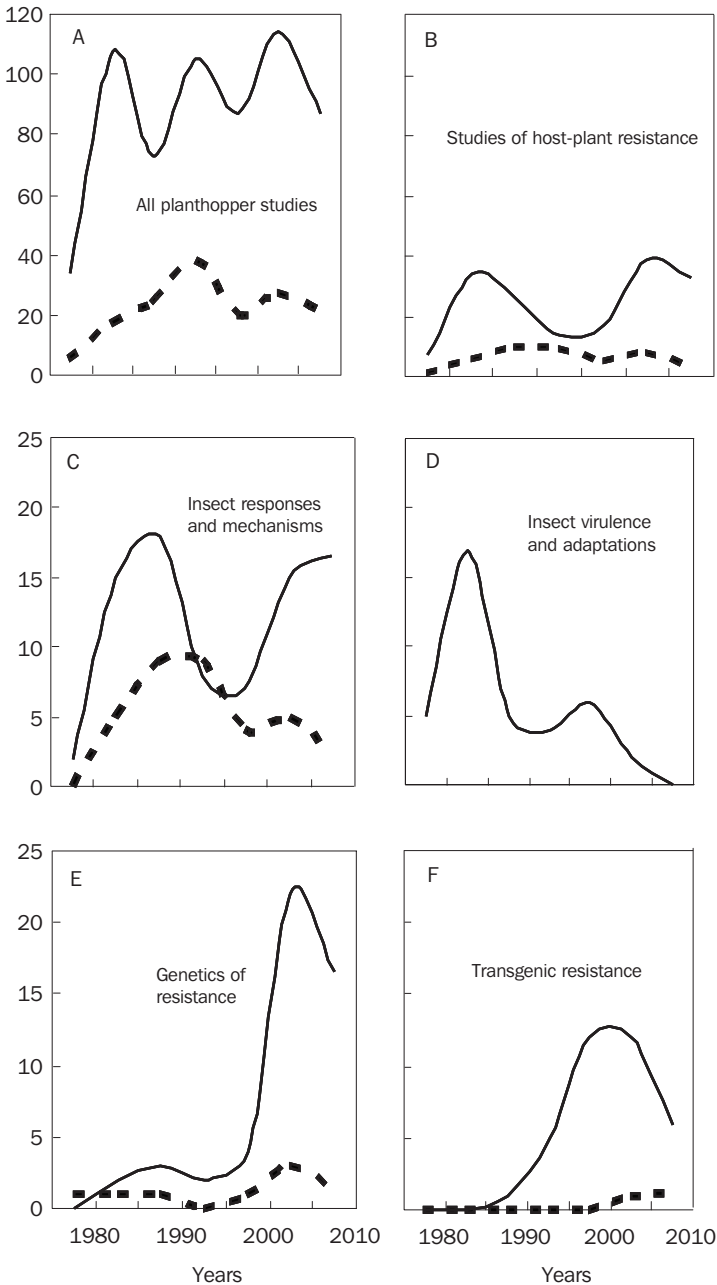 120
100
80
60
40
20
0
A
All planthopper studies
B
Studies of host-plant resistance
25
20
15
10
5
0
C
Insect responses
and mechanisms
D
Insect virulence
and adaptations
25
20
15
10
5
0
E
Genetics of
resistance
F
Transgenic resistance
1980 1990 2000 2010
1980 1990 2000 2010
Years
Years